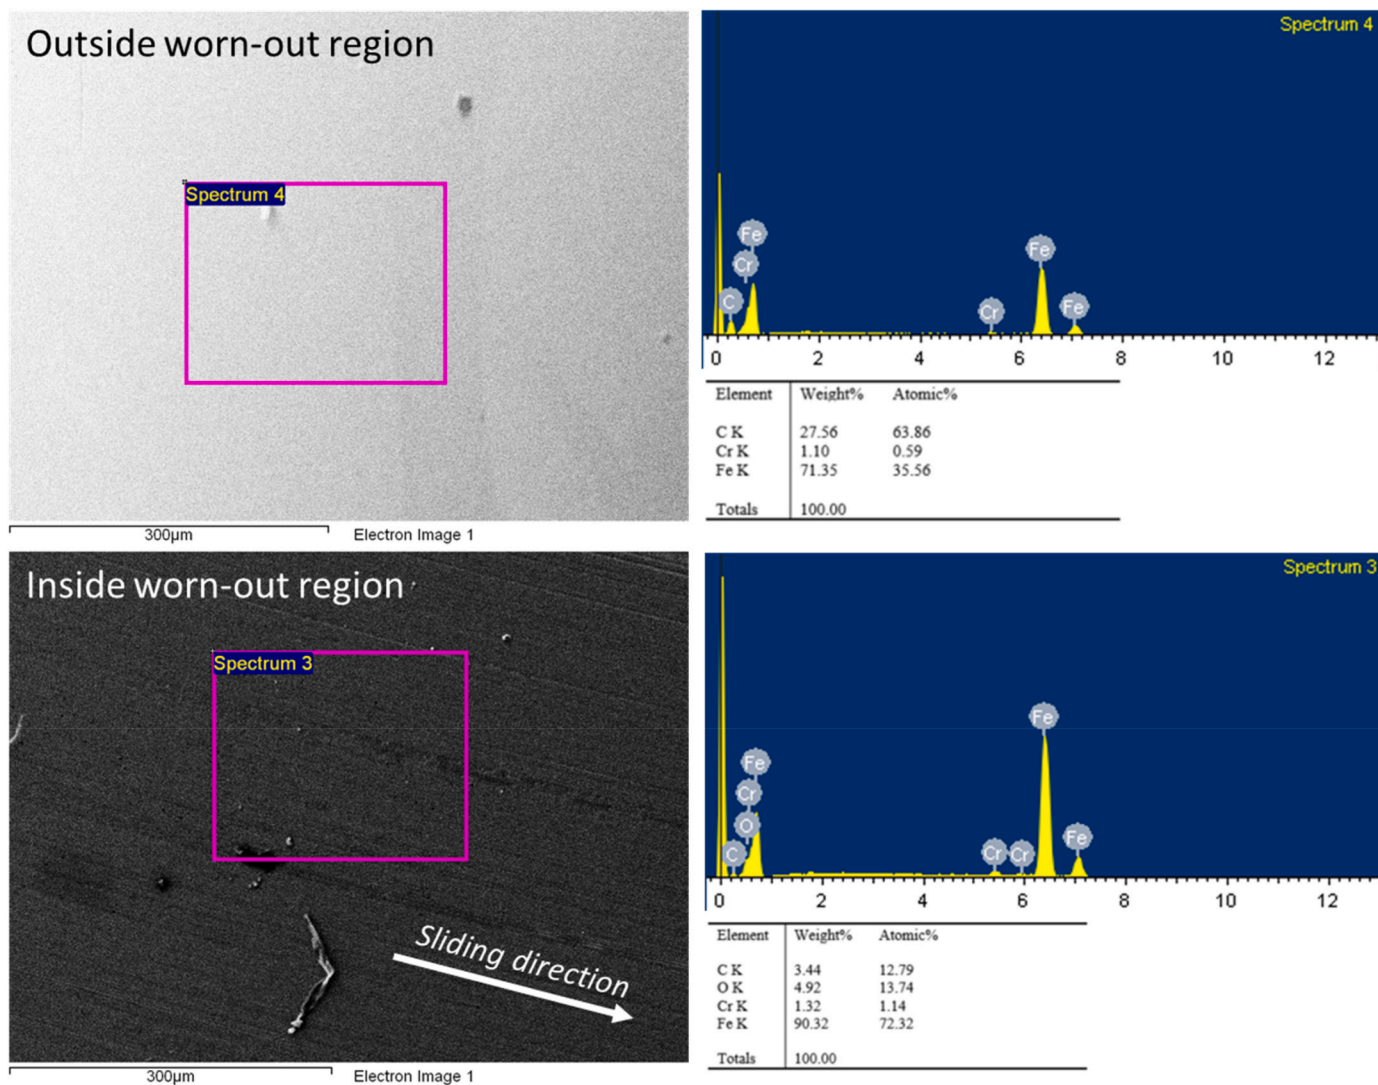 Outside worn-out region
Spectrum 4
300µm Electron Image 1
Spectrum 4
C Cr Fe Cr Fe Fe
0 2 4 6 8 10 12
Element Weight% Atomic%
C K 27.56 63.86
Cr K 1.10 0.59
Fe K 71.35 35.56
Totals 100.00
Inside worn-out region
Spectrum 3
Sliding direction
300µm Electron Image 1
Spectrum 3
C O Cr Fe Cr Cr Fe Fe
0 2 4 6 8 10 12
Element Weight% Atomic%
C K 3.44 12.79
O K 4.92 13.74
Cr K 1.32 1.14
Fe K 90.32 72.32
Totals 100.00